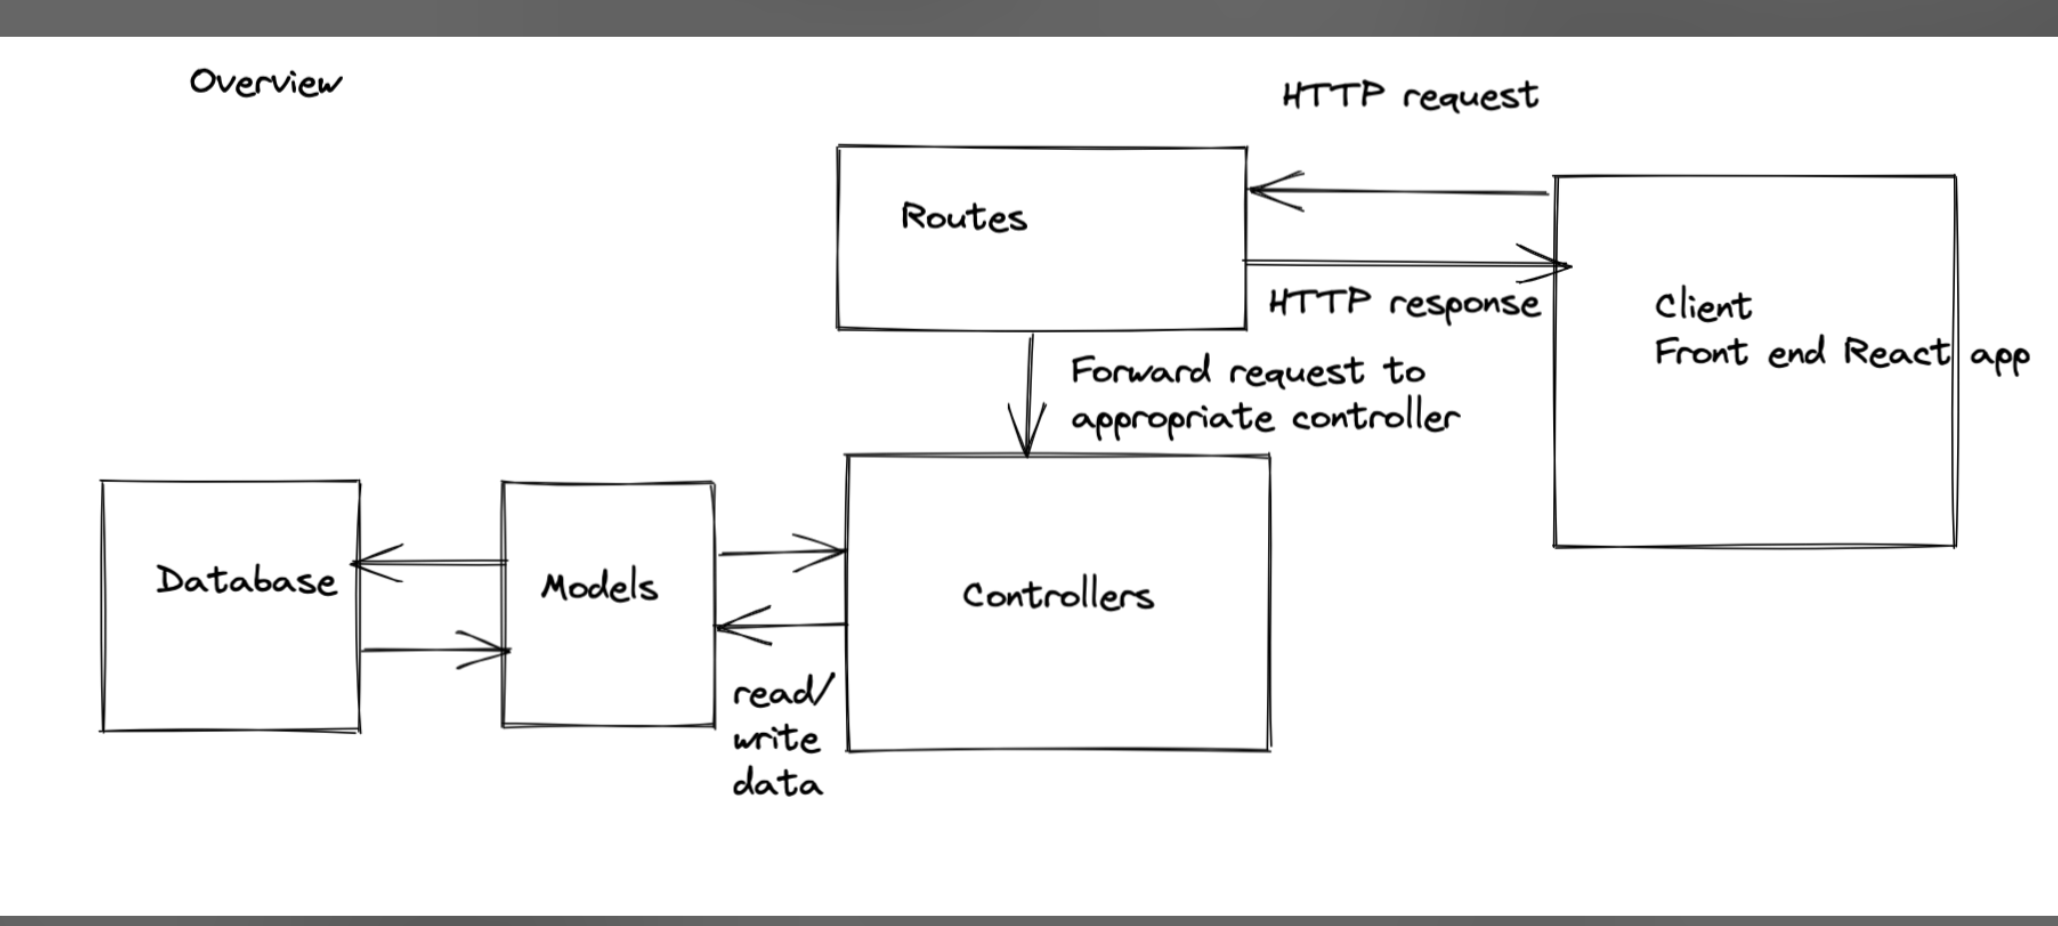 Overview
HTTP request
Routes
HTTP response
Client
Front end React app
Forward request to
appropriate controller
Database
Models
Controllers
read/
write
data